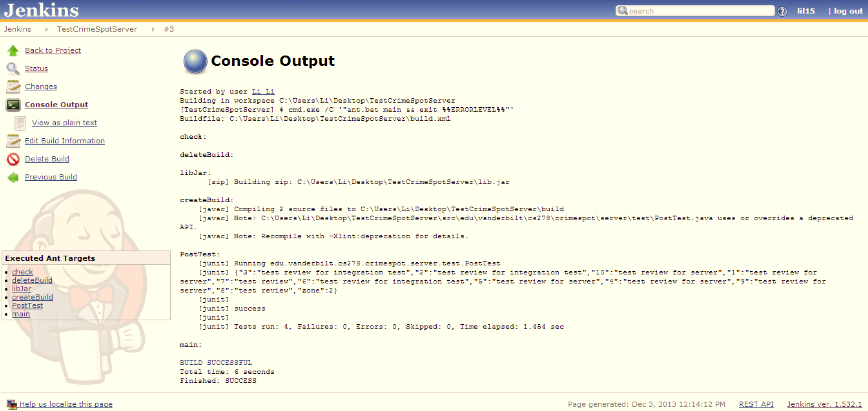 Jenkins
search
lil15
| log out
Jenkins
TestCrimeSpotServer
#3
Back to Project
Status
Changes
Console Output
View as plain text
Edit Build Information
Delete Build
Previous Build
Executed Ant Targets
check
deleteBuild
libJar
createBuild
PostTest
main
Console Output
Started by user Li Li
Building in workspace C:\Users\Li\Desktop\TestCrimeSpotServer
[TestCrimeSpotServer] $ cmd.exe /C '"ant.bat main && exit %%ERRORLEVEL%%"'
Buildfile: C:\Users\Li\Desktop\TestCrimeSpotServer\build.xml
check:
deleteBuild:
libJar:
[zip] Building zip: C:\Users\Li\Desktop\TestCrimeSpotServer\lib.jar
createBuild:
[javac] Compiling 2 source files to C:\Users\Li\Desktop\TestCrimeSpotServer\build
[javac] Note: C:\Users\Li\Desktop\TestCrimeSpotServer\src\edu\vanderbilt\cs278\crimespot\server\test\PostTest.java uses or overrides a deprecated
API.
[javac] Note: Recompile with -Xlint:deprecation for details.
PostTest:
[junit] Running edu.vanderbilt.cs278.crimespot.server.test.PostTest
[junit] {"3":"test review for integration test","2":"test review for integration test","10":"test review for server","1":"test review for
server","7":"test review","6":"test review for integration test","5":"test review for server","4":"test review for server","9":"test review for
server","8":"test review","zone":2}
[junit]
[junit] success
[junit]
[junit] Tests run: 4, Failures: 0, Errors: 0, Skipped: 0, Time elapsed: 1.454 sec
main:
BUILD SUCCESSFUL
Total time: 6 seconds
Finished: SUCCESS
Help us localize this page
Page generated: Dec 3, 2013 12:14:12 PM
REST API
Jenkins ver. 1.532.1